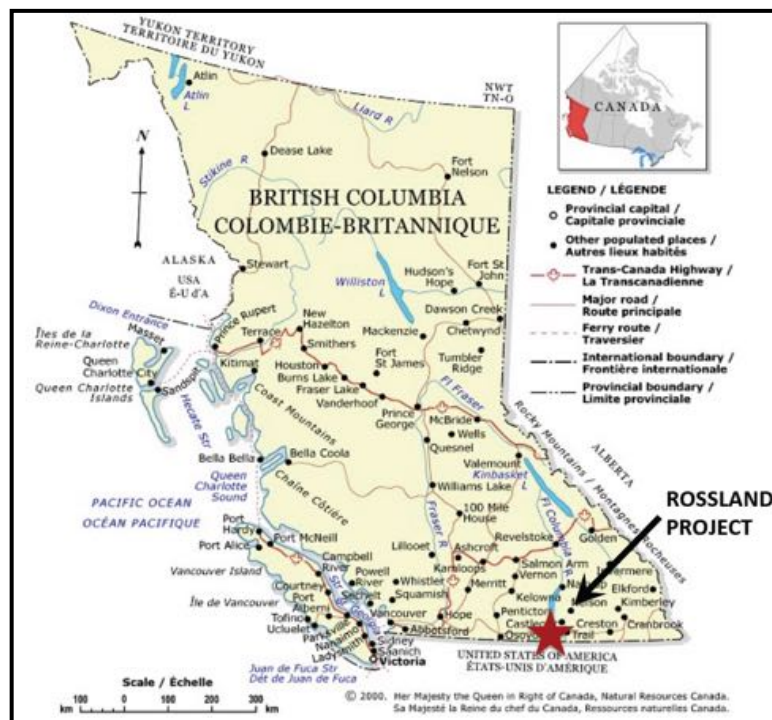 YUKON TERRITORY
TERRITOIRE DU YUKON
NWT
TN-O
Atlin
Atlin
L
Liard R
Dease Lake
Fort
Nelson
Stikine R
BRITISH COLUMBIA
COLOMBIE-BRITANNIQUE
ALASKA
USA
É-U d'A
Stewart
Williston
L
Hudson's
Hope
Fort St
John
Dawson Creek
Chetwynd
Mackenzie
Tumbler
Ridge
Dixon Entrance
Prince Rupert
Terrace
New
Hazelton
Smithers
Îles de la
Reine-Charlotte
Masset
Queen
Charlotte
City
Sandspit
Queen Charlotte
Islands
Kitimat
Houston
Burns Lake
Fraser Lake
Vanderhoof
Fort
St James
Prince
George
Fl Fraser
McBride
Wells
Quesnel
Valemount
Kinbasket
L
Rocky Mountains / Montagnes Rocheuses
ALBERTA
Hecate Str
Coast Mountains
Chaîne Côtière
Bella Bella
Bella Coola
Queen
Charlotte
Sound
Williams Lake
100 Mile
House
Fraser R
Fl Columbia R
PACIFIC OCEAN
OCÉAN PACIFIQUE
Port
Hardy
Port McNeill
Port Alice
Vancouver Island
Île de Vancouver
Campbell
River
Courtney
Port
Alberni
Tofino
Ucluelet
Parksville
Nanaimo
Ladysmith
Powell
River
Sechelt
Lillooet
Whistler
Squamish
Vancouver
Abbotsford
Hope
Ashcroft
Kamloops
Merritt
Salmon Arm
Vernon
Kelowna
Penticton
Revelstoke
Golden
Elkford
Kimberley
Cranbrook
Creston
Trail
Sidney
Saanich
Victoria
Juan de Fuca Str
Dét de Juan de Fuca
UNITED STATES OF AMERICA
ÉTATS-UNIS D'AMÉRIQUE
N
CANADA
LEGEND / LÉGENDE
Provincial capital /
Capitale provinciale
Other populated places /
Autres lieux habités
Trans-Canada Highway /
La Transcanadienne
Major road /
Route principale
Ferry route /
Traversier
International boundary /
Frontière internationale
Provincial boundary /
Limite provinciale
ROSSLAND
PROJECT
Scale / Échelle
km
100
0
100
200
300
km
© 2000. Her Majesty the Queen in Right of Canada, Natural Resources Canada.
Sa Majesté la Reine du chef du Canada, Ressources naturelles Canada.